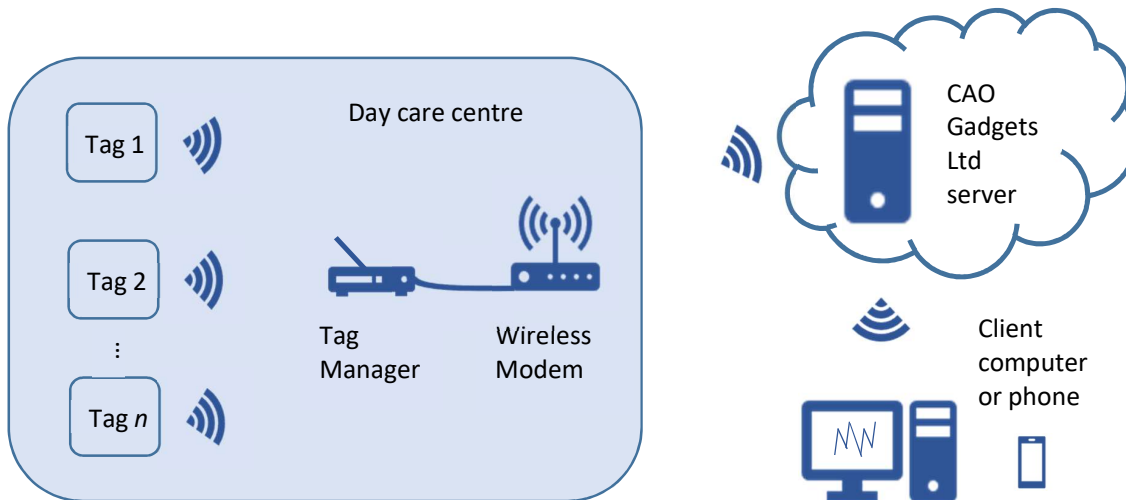 Day care centre
Tag 1
Tag 2
⋮
Tag n
Tag
Manager
Wireless
Modem
CAO
Gadgets
Ltd
server
Client
computer
or phone